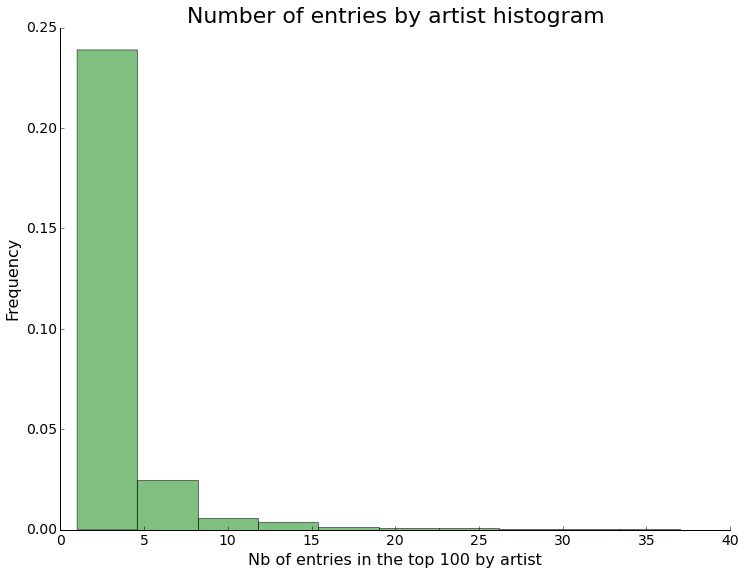 Number of entries by artist histogram
0.25
0.20
0.15
0.10
0.05
0.00
Frequency
0 5 10 15 20 25 30 35 40
Nb of entries in the top 100 by artist